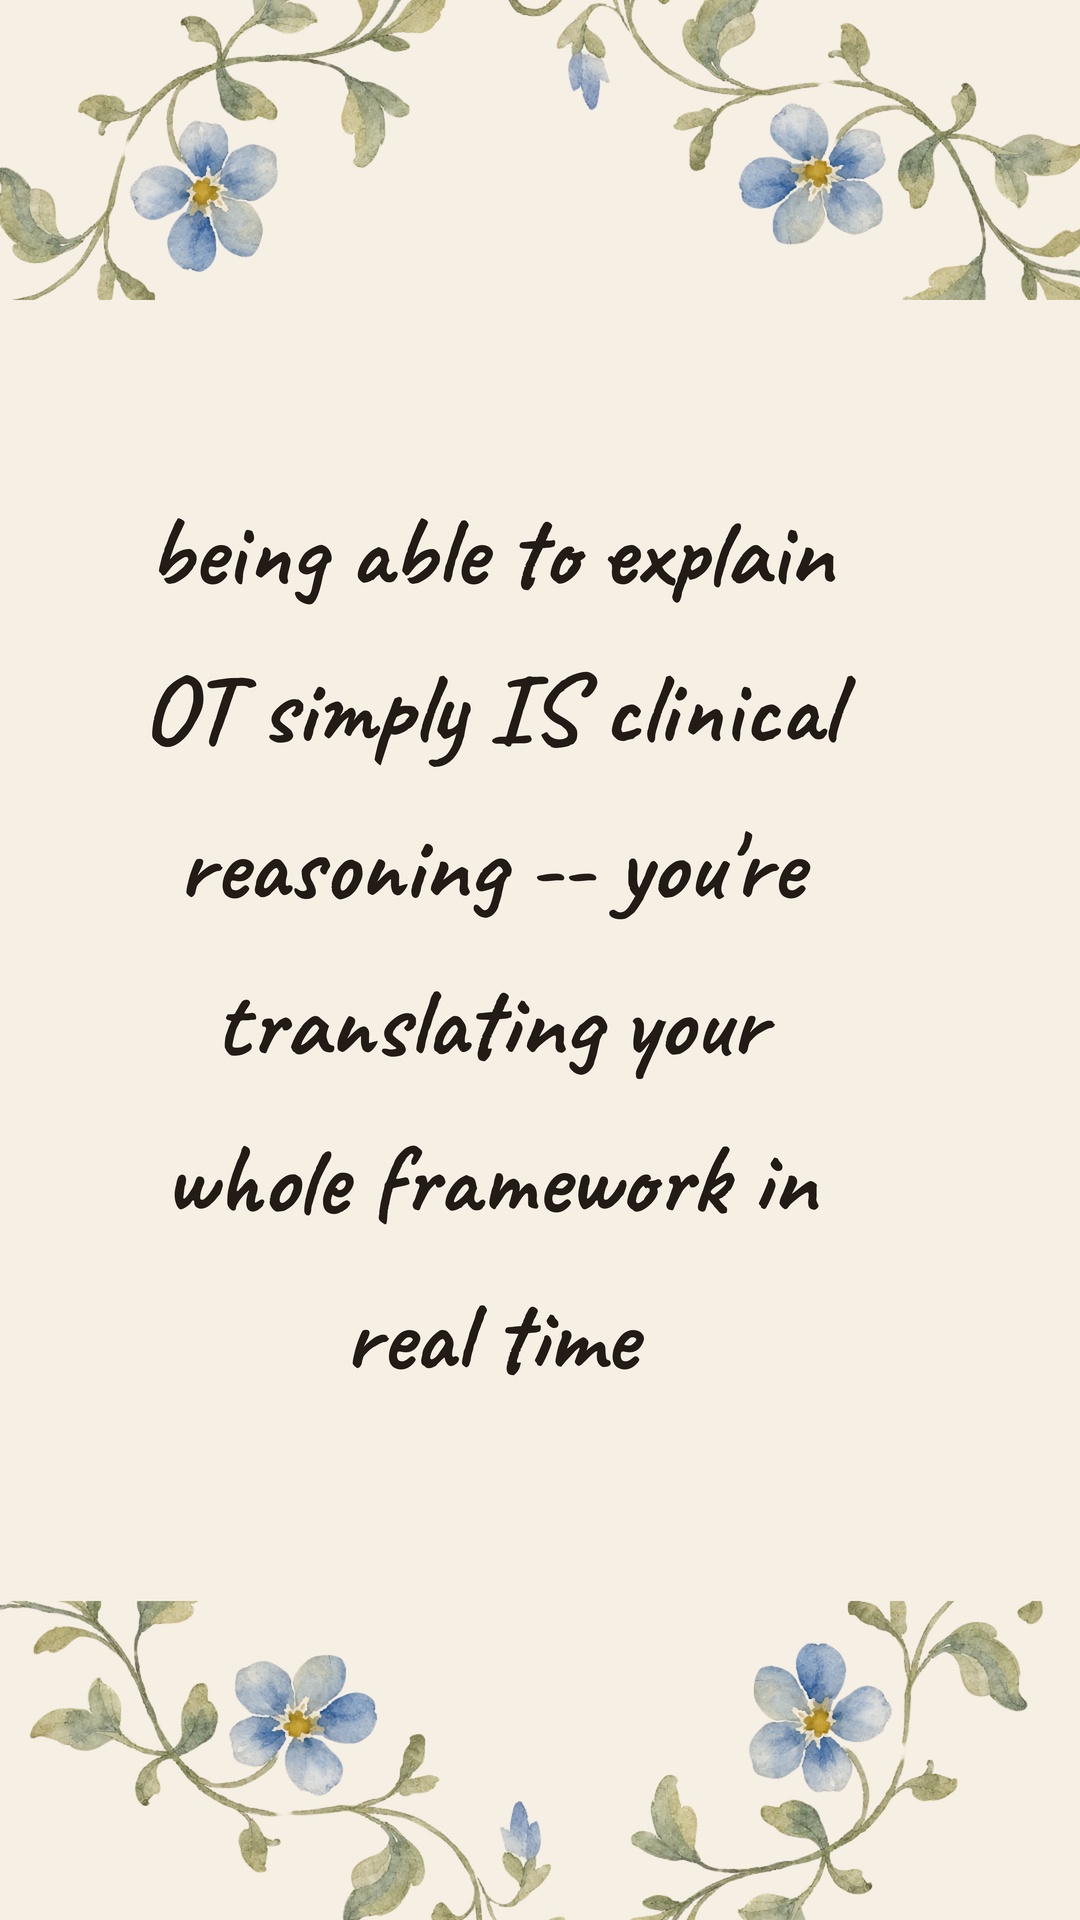 being able to explain
OT simply IS clinical
reasoning -- you're
translating your
whole framework in
real time